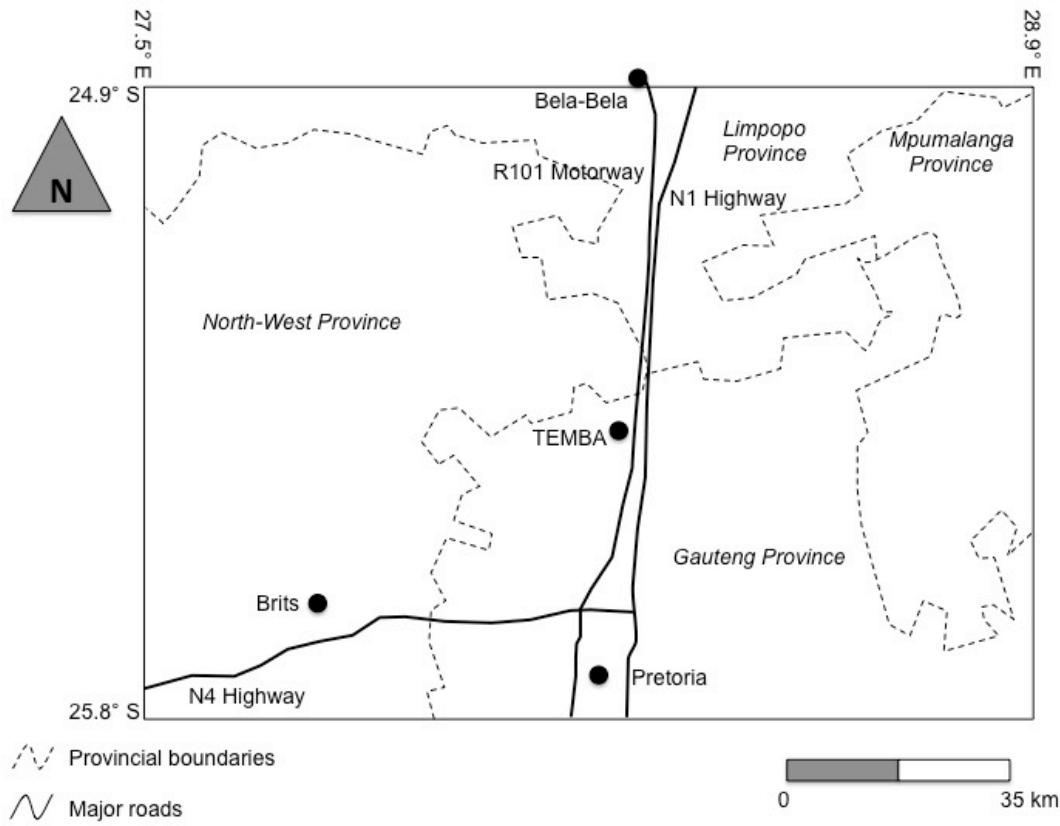 27.5° E
28.9° E
24.9° S
Bela-Bela
Limpopo
Province
Mpumalanga
Province
N
R101 Motorway
N1 Highway
North-West Province
TEMBA
Gauteng Province
Brits
Pretoria
N4 Highway
25.8° S
Provincial boundaries
Major roads
0
35 km